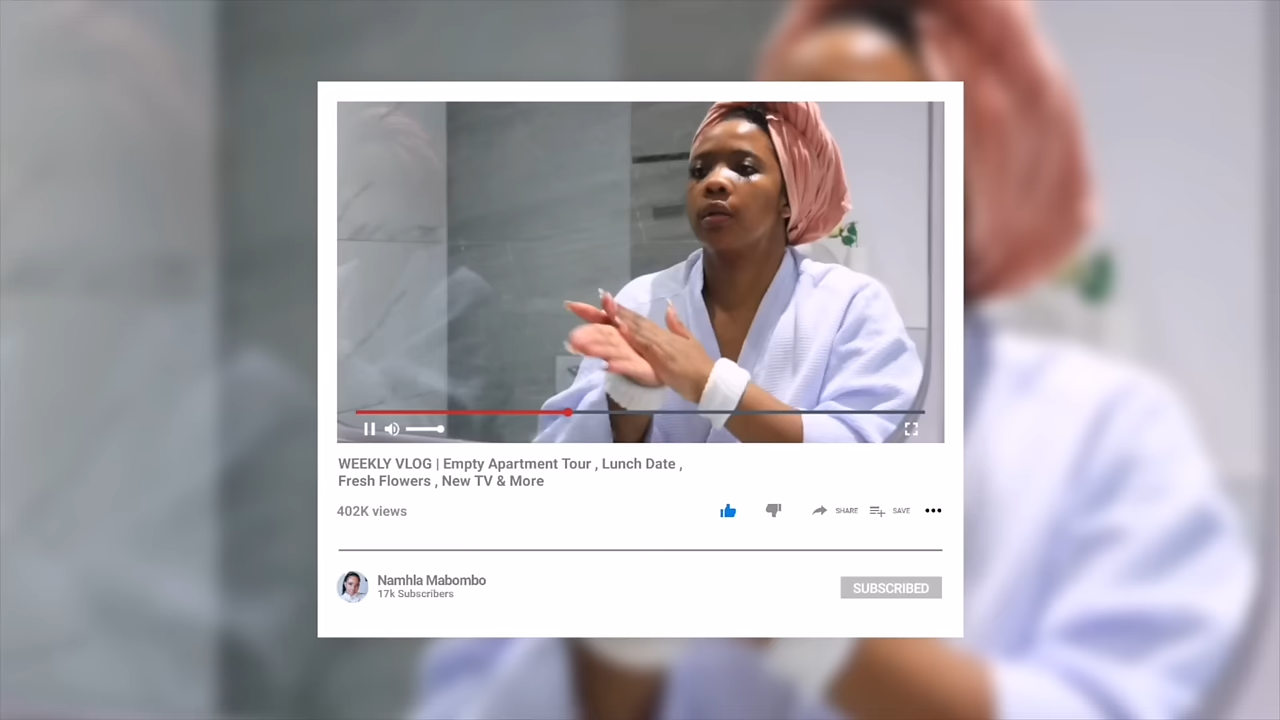 WEEKLY VLOG | Empty Apartment Tour , Lunch Date ,
Fresh Flowers , New TV & More
402K views
SHARE
SAVE
Namhla Mabombo
17k Subscribers
SUBSCRIBED